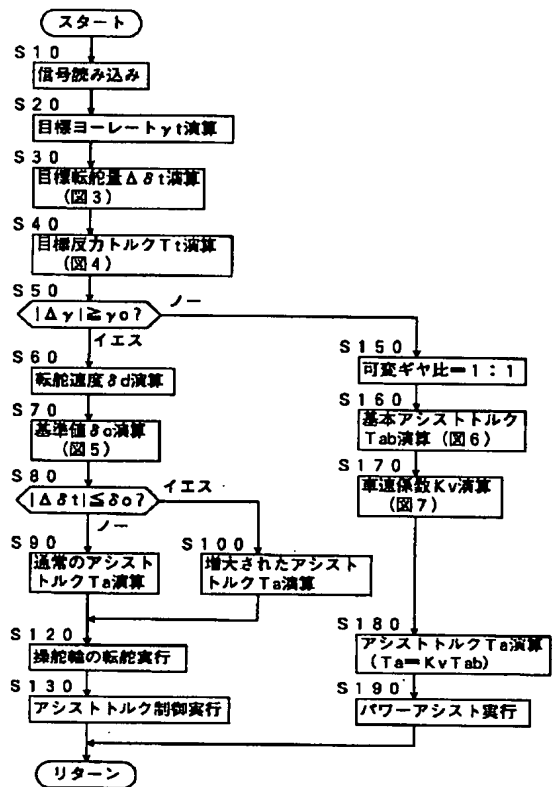 スタート
S10
信号読み込み
S20
目標ヨーレートγt演算
S30
目標転舵量Δδt演算
(図3)
S40
目標反力トルクTt演算
(図4)
S50
|Δγ|≧γo?
ノー
イエス
S60
転舵速度δd演算
S70
基準値δo演算
(図5)
S80
|Δδt|≦δo?
イエス
ノー
S90
通常のアシスト
トルクTa演算
S100
増大されたアシスト
トルクTa演算
S120
操舵輪の転舵実行
S130
アシストトルク制御実行
S150
可変ギヤ比=1:1
S160
基本アシストトルク
Tab演算(図6)
S170
車速係数Kv演算
(図7)
S180
アシストトルクTa演算
(Ta=KvTab)
S190
パワーアシスト実行
リターン